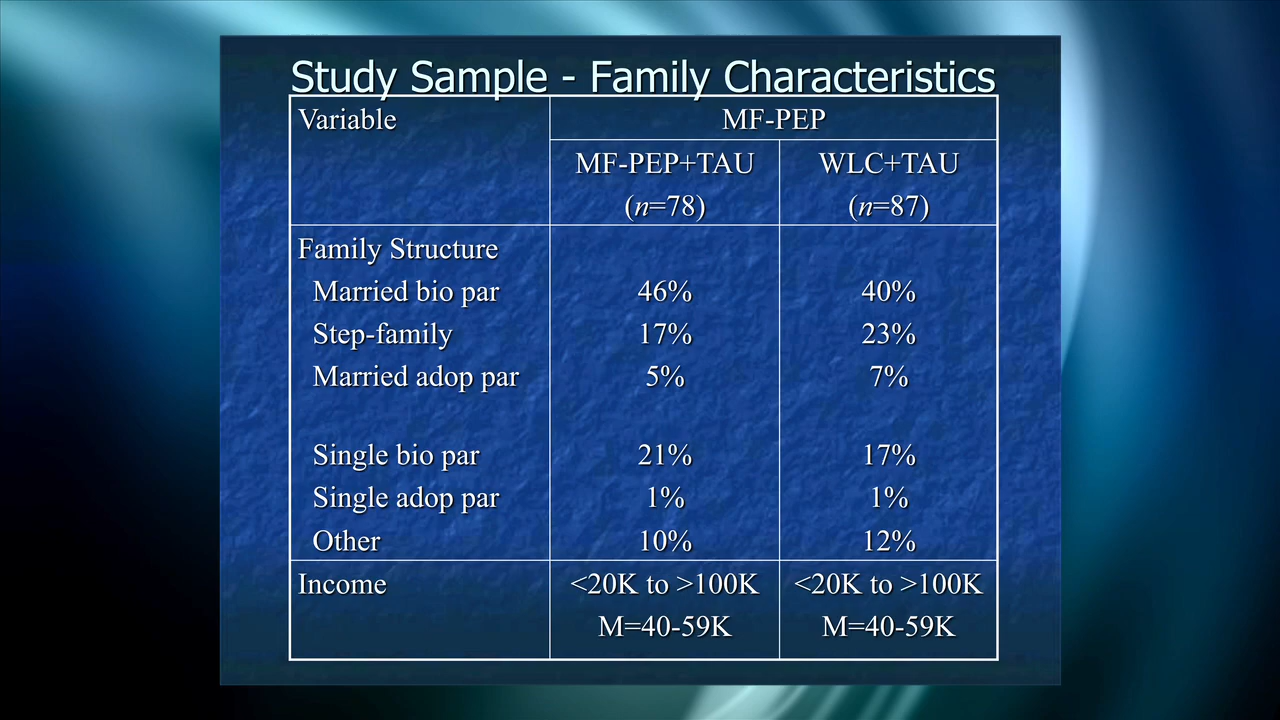 Study Sample - Family Characteristics
Variable MF-PEP
MF-PEP+TAU WLC+TAU
(n=78) (n=87)
Family Structure
Married bio par 46% 40%
Step-family 17% 23%
Married adop par 5% 7%
Single bio par 21% 17%
Single adop par 1% 1%
Other 10% 12%
Income <20K to >100K <20K to >100K
M=40-59K M=40-59K